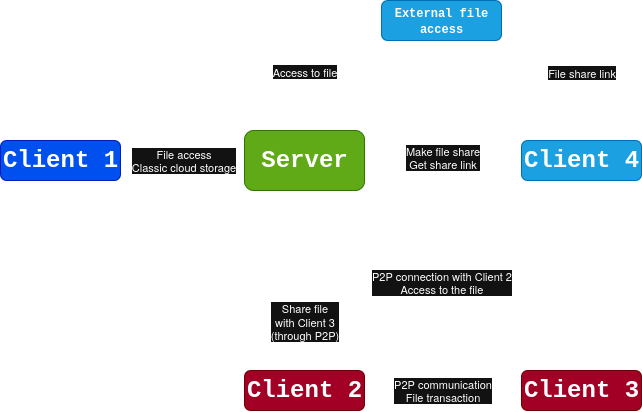 External file
access
Access to file
File share link
Client 1
File access
Classic cloud storage
Server
Make file share
Get share link
Client 4
P2P connection with Client 2
Access to the file
Share file
with Client 3
(through P2P)
Client 2
P2P communication
File transaction
Client 3